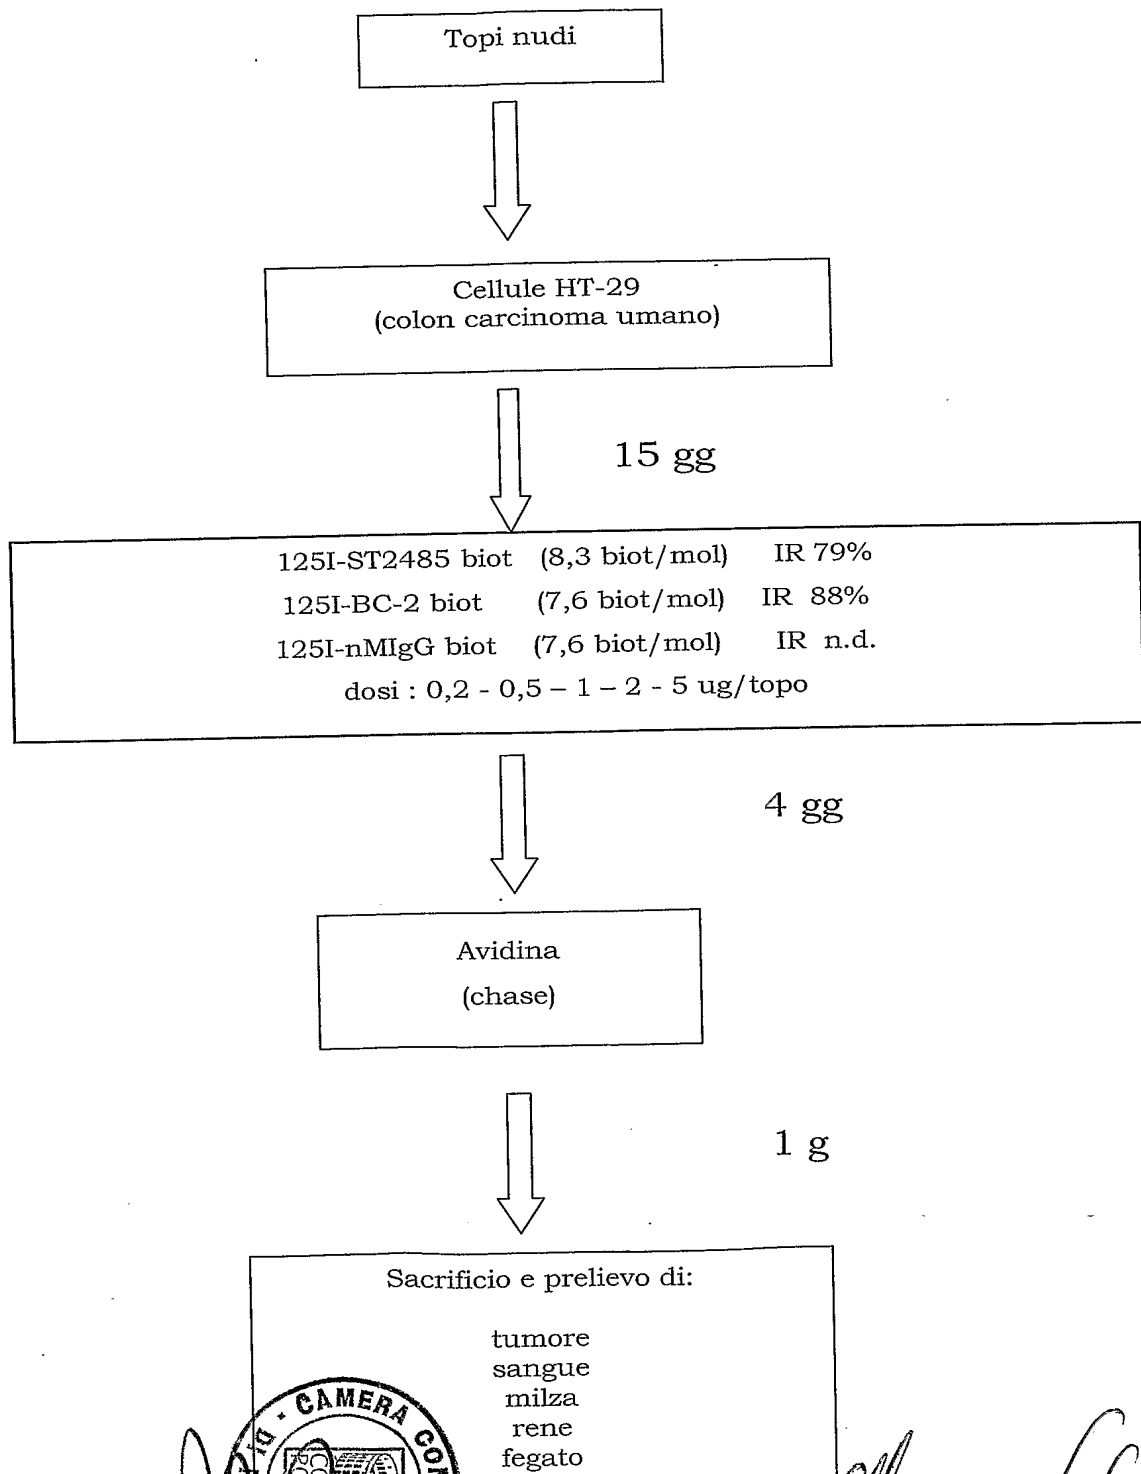 Topi nudi
Cellule HT-29
(colon carcinoma umano)
15 gg
125I-ST2485 biot (8,3 biot/mol) IR 79%
125I-BC-2 biot (7,6 biot/mol) IR 88%
125I-nMIgG biot (7,6 biot/mol) IR n.d.
dosi : 0,2 - 0,5 – 1 – 2 - 5 ug/topo
4 gg
Avidina
(chase)
1 g
Sacrificio e prelievo di:
tumore
sangue
milza
rene
fegato
DI
- CAMERA